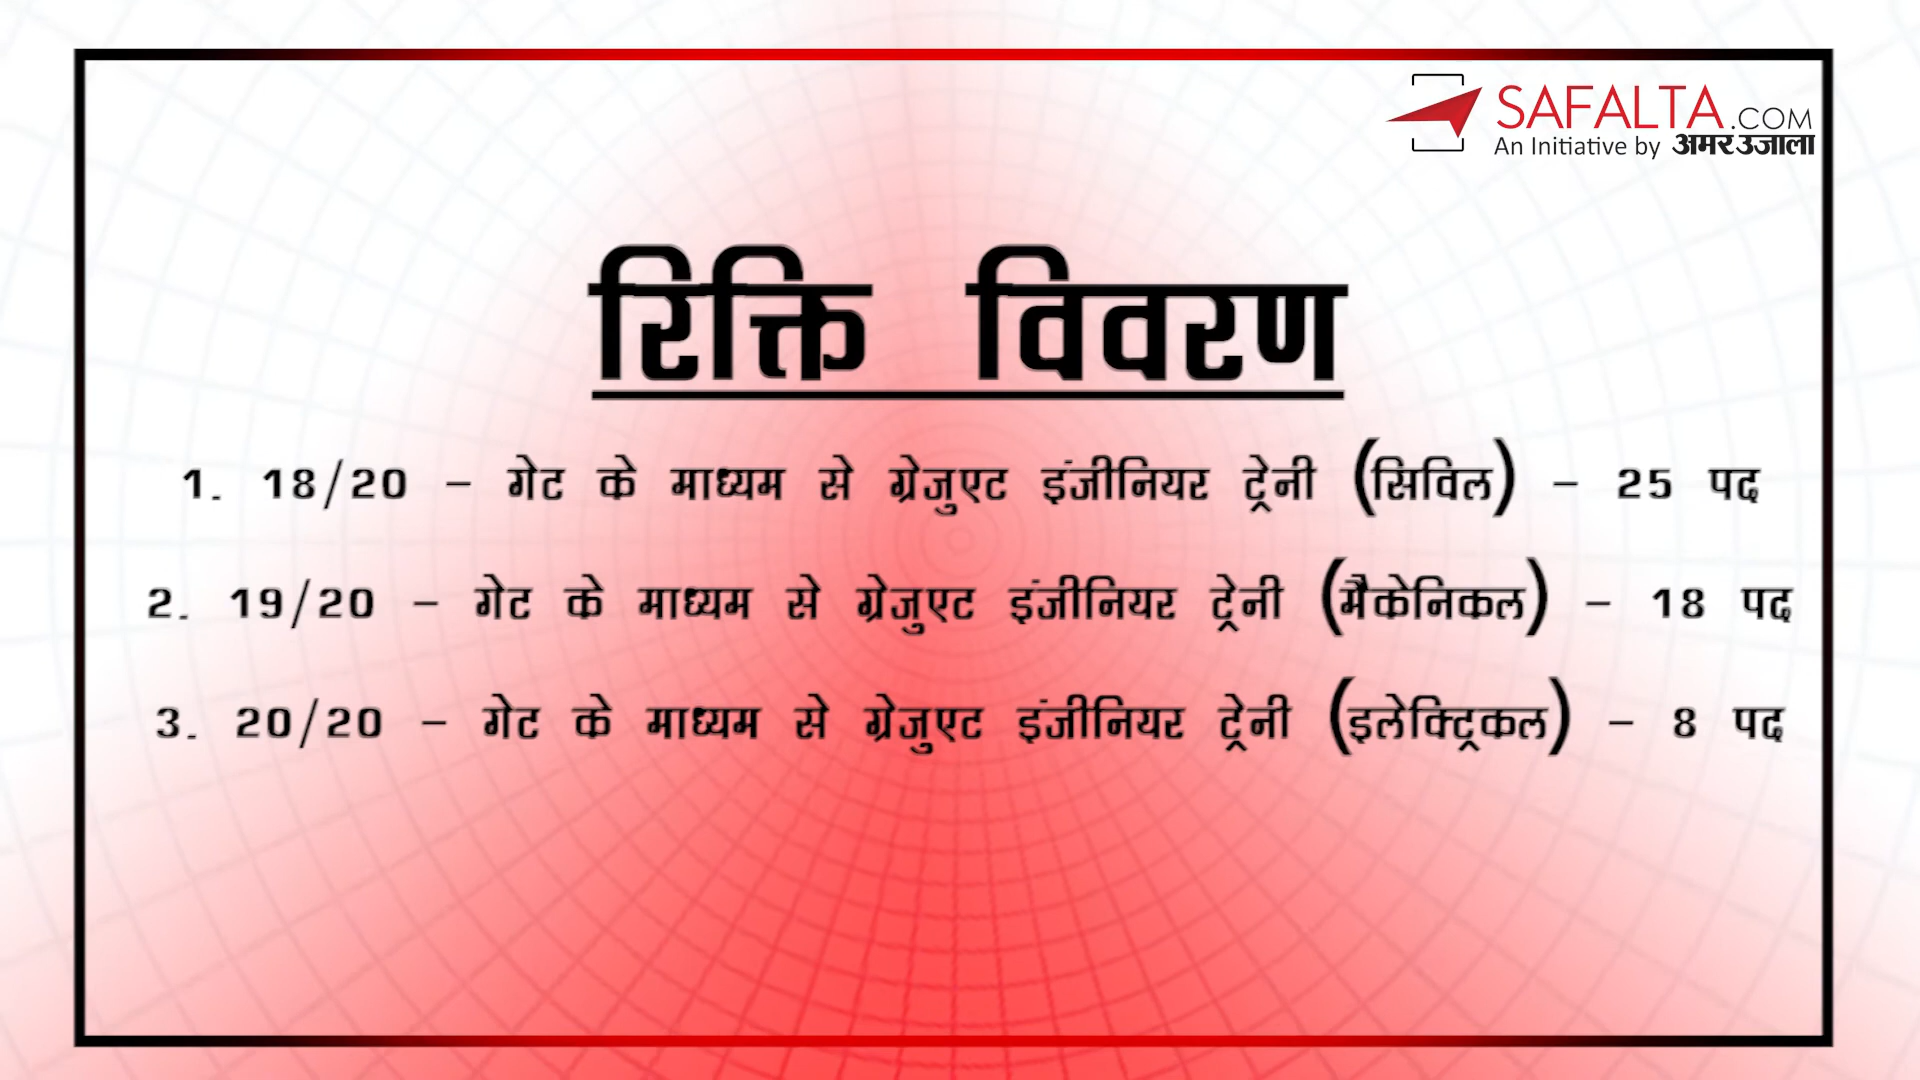 SAFALTA.COM
An Initiative by अमर उजाला
रिक्ति विवरण
1. 18/20 – गेट के माध्यम से ग्रेजुएट इंजीनियर ट्रेनी (सिविल) – 25 पद
2. 19/20 – गेट के माध्यम से ग्रेजुएट इंजीनियर ट्रेनी (मैकेनिकल) – 18 पद
3. 20/20 – गेट के माध्यम से ग्रेजुएट इंजीनियर ट्रेनी (इलेक्ट्रिकल) – 8 पद